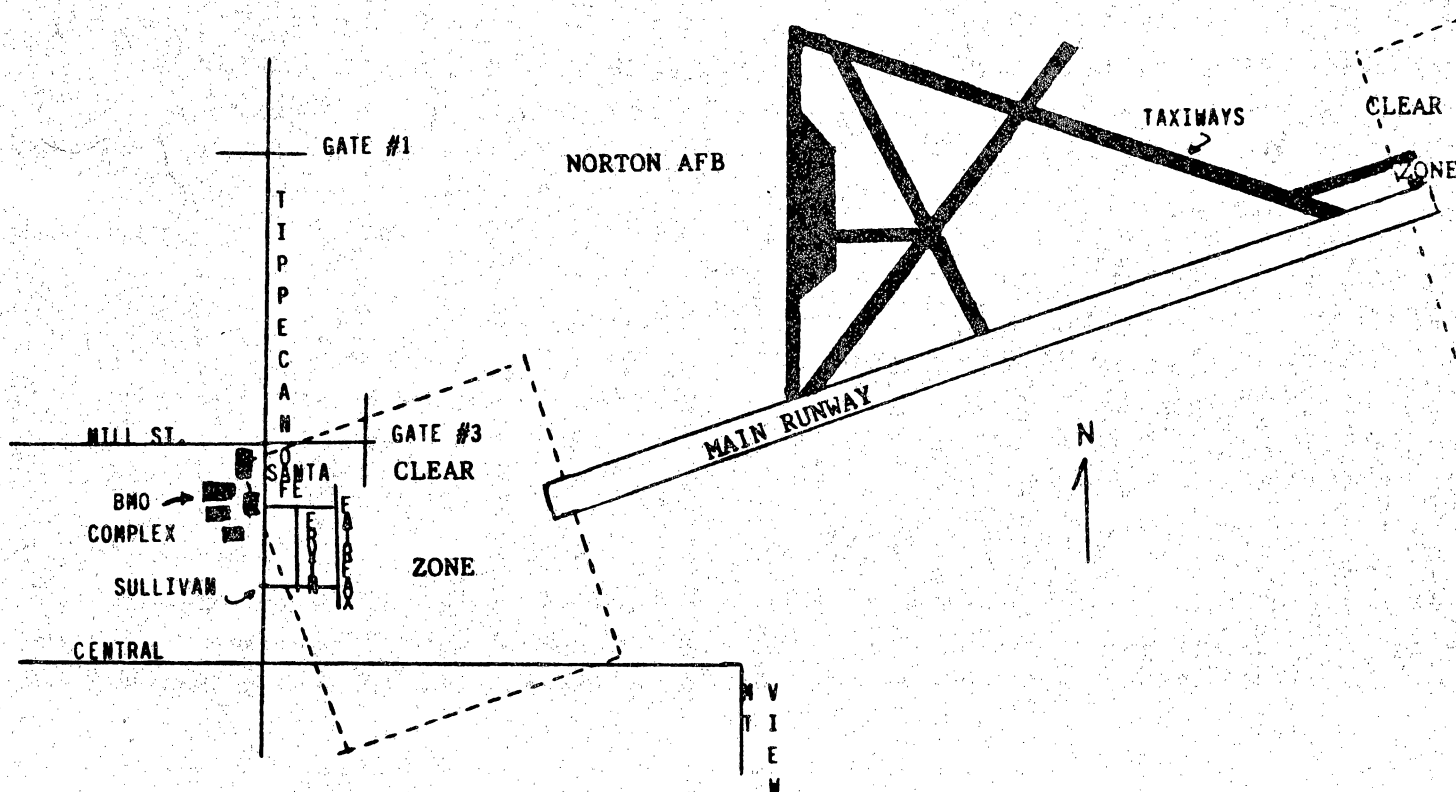 GATE #1
NORTON AFB
TAXIWAYS
CLEAR
ZONE
TIPPECANOE
MAIN RUNWAY
N
MILL ST.
GATE #3
SANTA
FE
CLEAR
BMO
COMPLEX
ERVIN
ZONE
SULLIVAN
CENTRAL
MT
VIEW